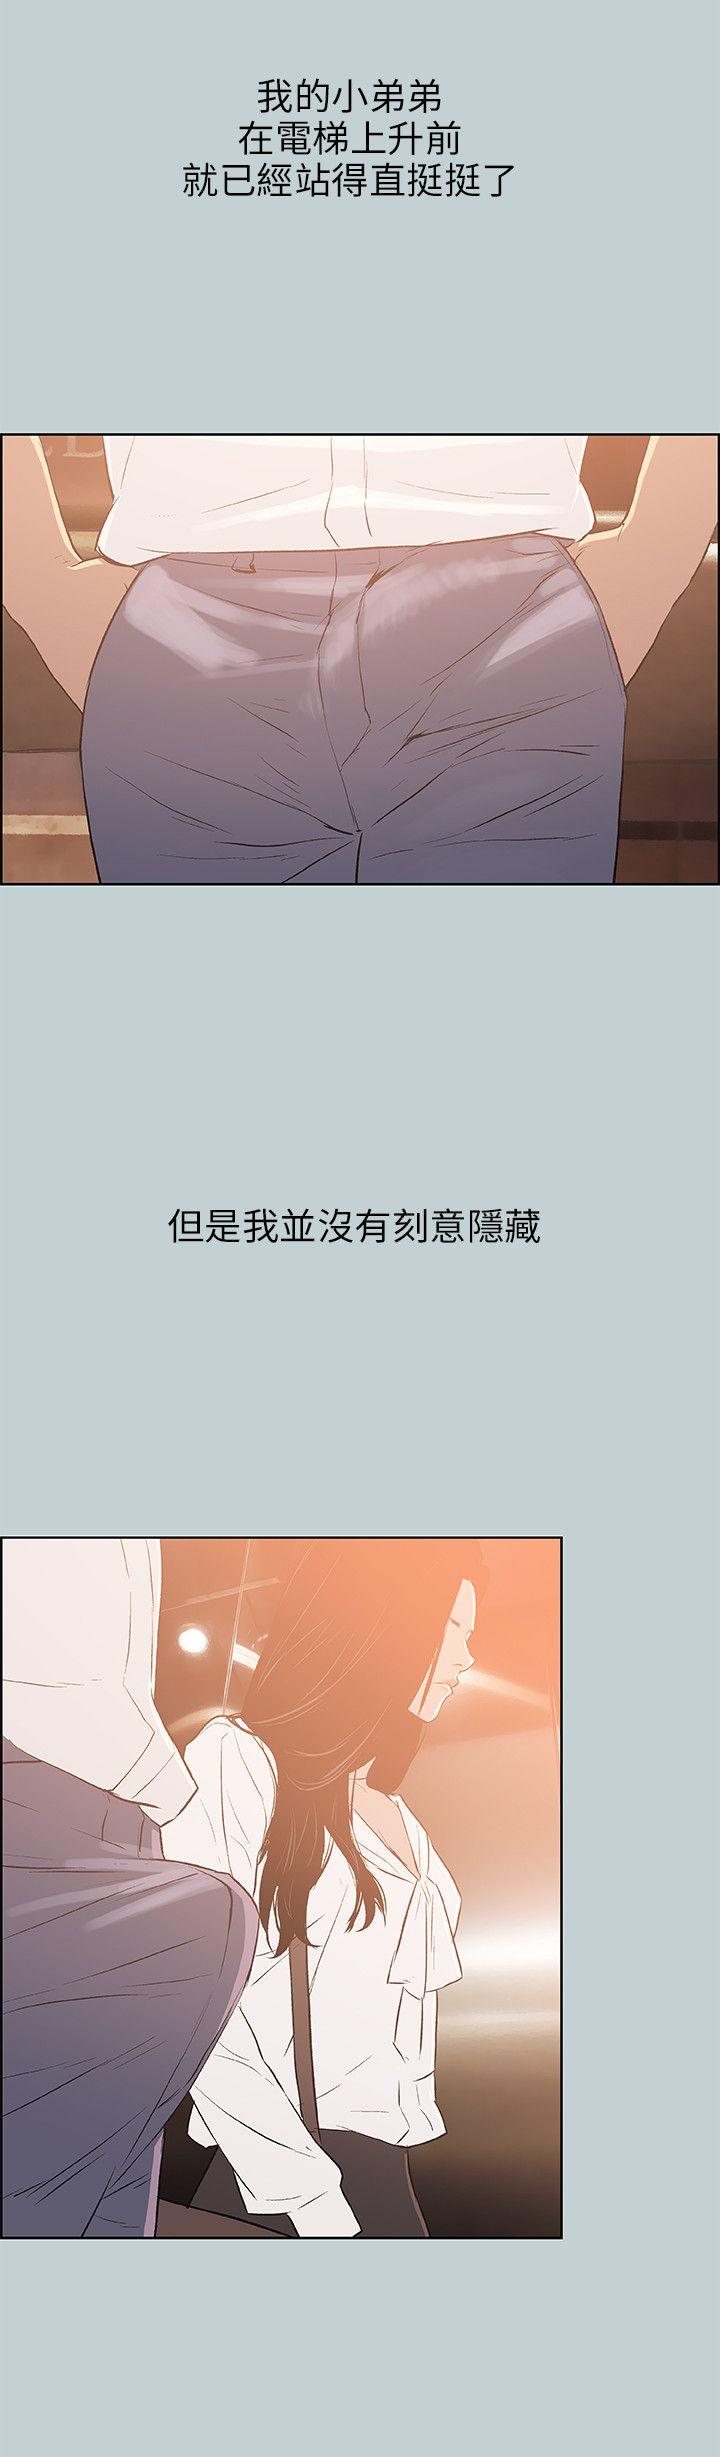 我的小弟弟
在電梯上升前
就已經站得直挺挺了
但是我並沒有刻意隱藏